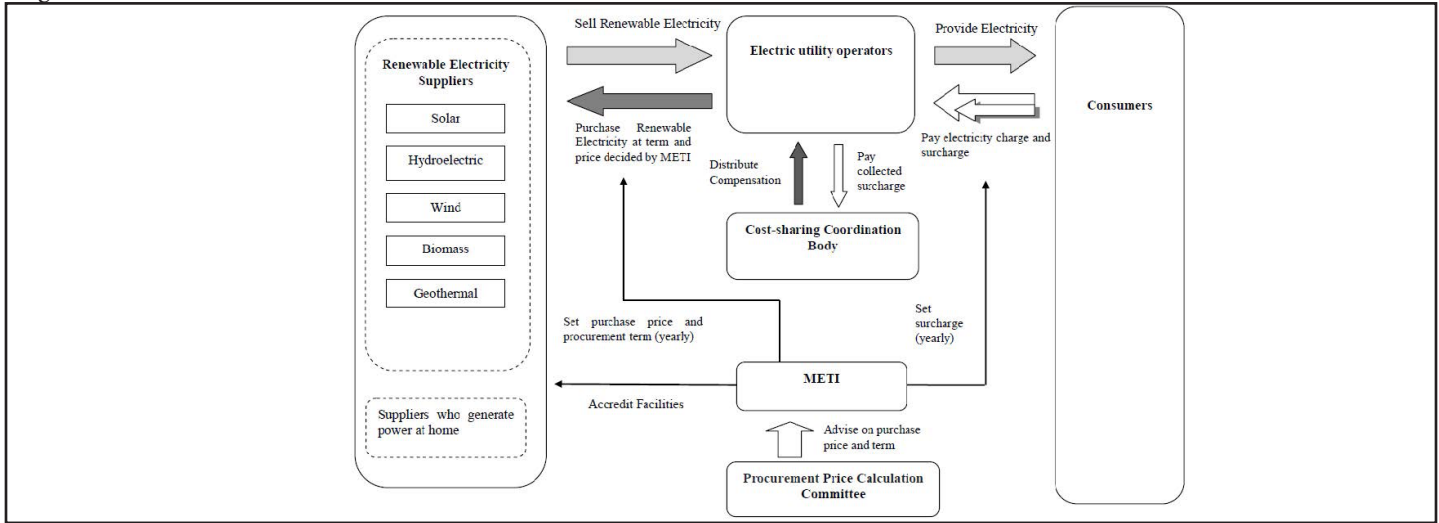 Renewable Electricity
Suppliers
Solar
Hydroelectric
Wind
Biomass
Geothermal
Suppliers who generate
power at home
Sell Renewable Electricity
Purchase Renewable
Electricity at term and
price decided by METI
Electric utility operators
Provide Electricity
Pay electricity charge and
surcharge
Consumers
Distribute
Compensation
Pay
collected
surcharge
Cost-sharing Coordination
Body
Set purchase price and
procurement term (yearly)
Set
surcharge
(yearly)
METI
Accredit Facilities
Advise on purchase
price and term
Procurement Price Calculation
Committee